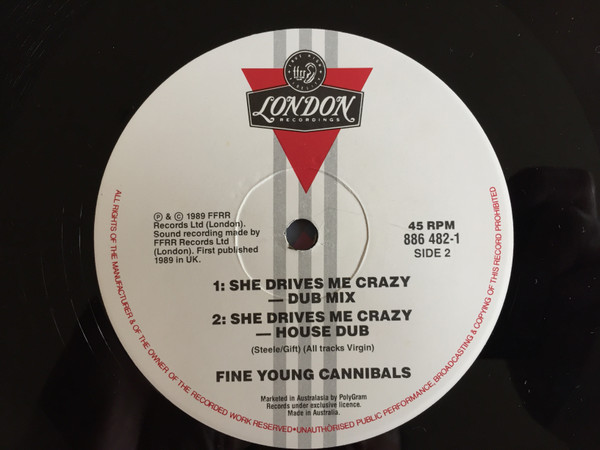 ffrr
LONDON
RECORDINGS
℗ & © 1989 FFRR
Records Ltd (London).
Sound recording made by
FFRR Records Ltd
(London). First published
1989 in UK.
45 RPM
886 482-1
SIDE 2
1: SHE DRIVES ME CRAZY
— DUB MIX
2: SHE DRIVES ME CRAZY
— HOUSE DUB
(Steele/Gift) (All tracks Virgin)
FINE YOUNG CANNIBALS
Marketed in Australasia by PolyGram
Records under exclusive licence.
Made in Australia.
ALL RIGHTS OF THE MANUFACTURER & OF THE OWNER OF THE RECORDED WORK RESERVED•UNAUTHORISED PUBLIC PERFORMANCE, BROADCASTING & COPYING OF THIS RECORD PROHIBITED